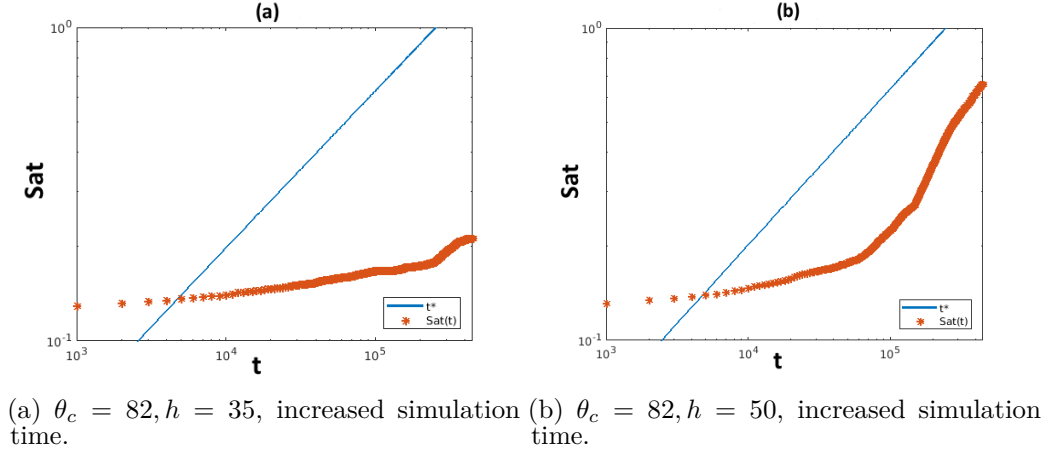 (a)
10^0
Sat
10^-1
10^3
10^4
10^5
t
t*
Sat(t)
(b)
10^0
Sat
10^-1
10^3
10^4
10^5
t
t*
Sat(t)
(a) θ_c = 82, h = 35, increased simulation time.
(b) θ_c = 82, h = 50, increased simulation time.